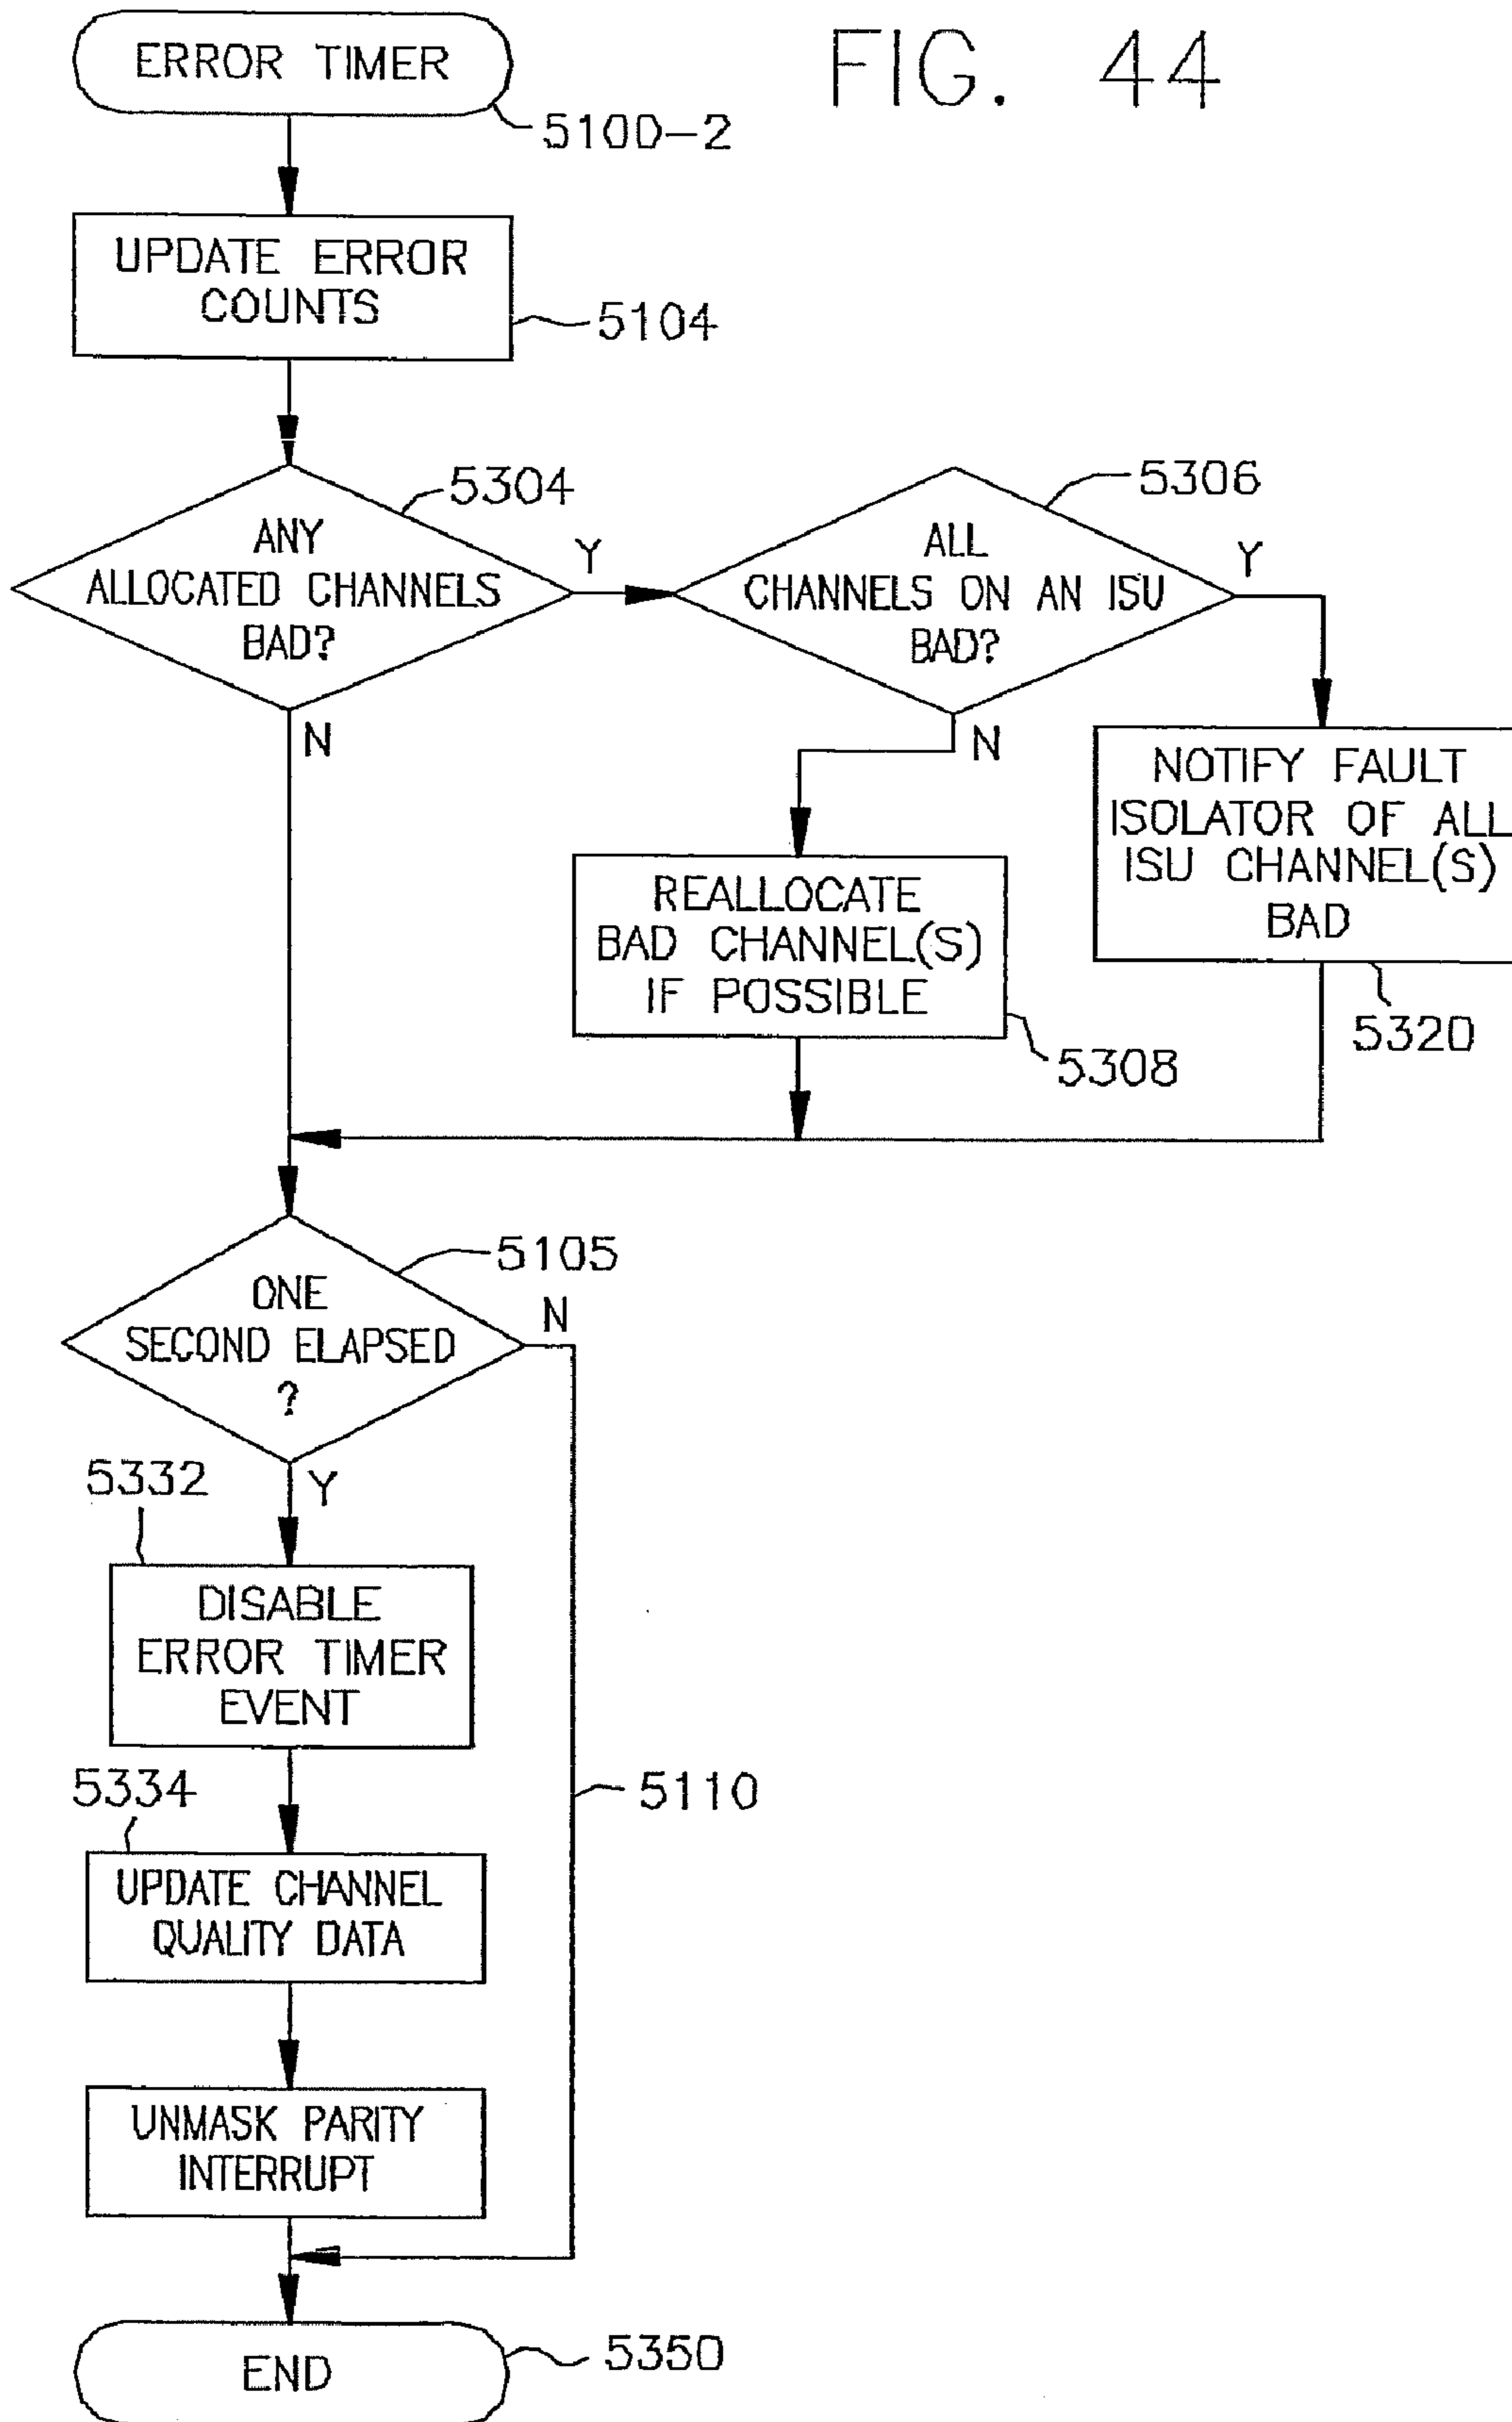 FIG. 44
ERROR TIMER
5100-2
UPDATE ERROR
COUNTS
5104
5304
ANY
ALLOCATED CHANNELS
BAD?
Y
N
5306
ALL
CHANNELS ON AN ISU
BAD?
Y
N
NOTIFY FAULT
ISOLATOR OF ALL
ISU CHANNEL(S)
BAD
5320
REALLOCATE
BAD CHANNEL(S)
IF POSSIBLE
5308
5105
ONE
SECOND ELAPSED
?
N
Y
5332
DISABLE
ERROR TIMER
EVENT
5110
5334
UPDATE CHANNEL
QUALITY DATA
UNMASK PARITY
INTERRUPT
END
5350